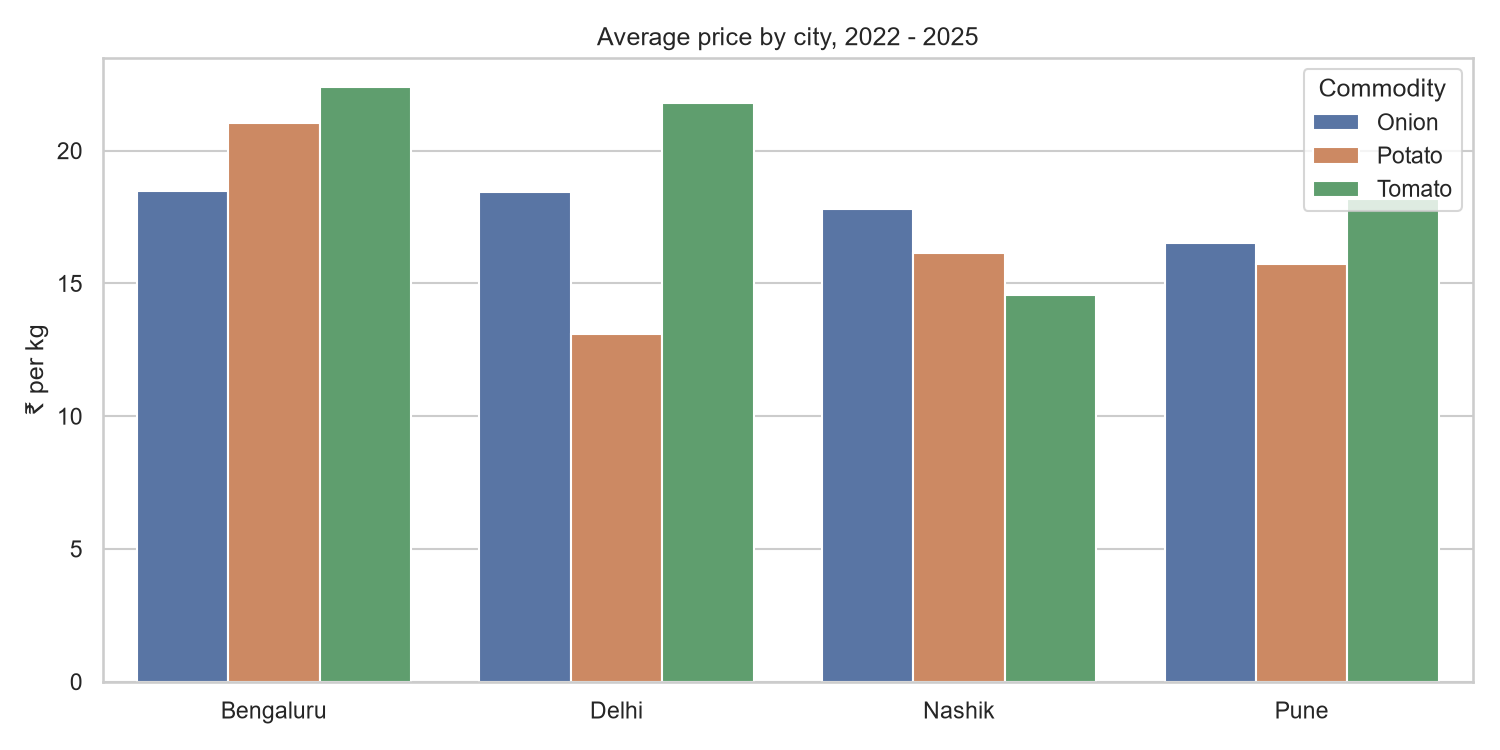 Average price by city, 2022 - 2025
Commodity
Onion
Potato
Tomato
₹ per kg
20
15
10
5
0
Bengaluru
Delhi
Nashik
Pune